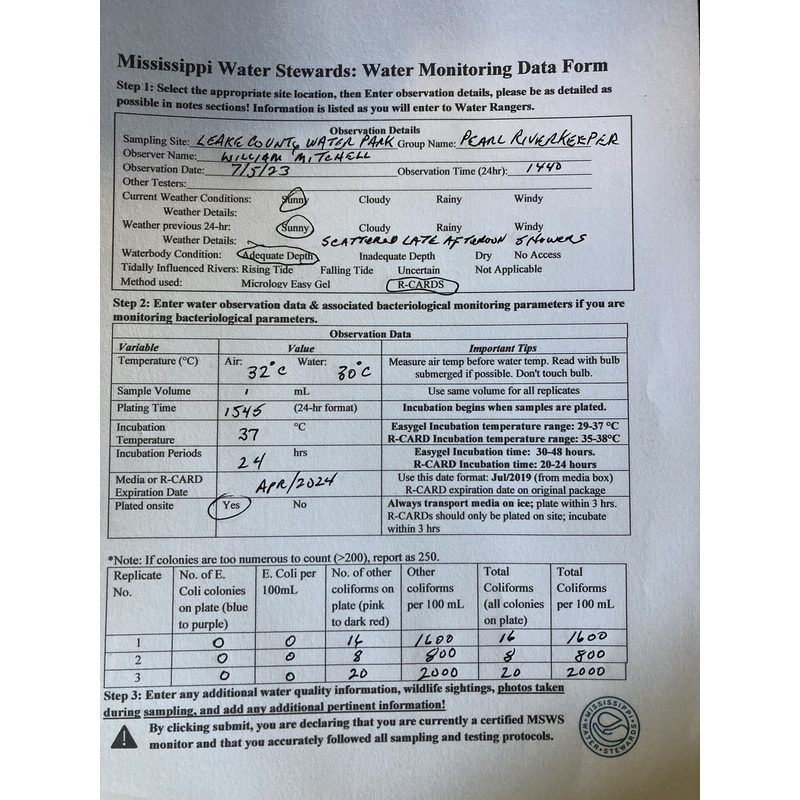 Mississippi Water Stewards: Water Monitoring Data Form
Step 1: Select the appropriate site location, then Enter observation details, please be as detailed as
possible in notes sections! Information is listed as you will enter to Water Rangers.
Observation Details
Sampling Site: LEAKE COUNTY WATER PARK Group Name: PEARL RIVERKEEPER
Observer Name: WILLIAM MITCHELL
Observation Date: 7/5/23 Observation Time (24hr): 1440
Other Testers:
Current Weather Conditions: Sunny Cloudy Rainy Windy
Weather Details:
Weather previous 24-hr: Sunny Cloudy Rainy Windy
Weather Details: SCATTERED LATE AFTERNOON SHOWERS
Waterbody Condition: Adequate Depth Inadequate Depth Dry No Access
Tidally Influenced Rivers: Rising Tide Falling Tide Uncertain Not Applicable
Method used: Micrology Easy Gel R-CARDS
Step 2: Enter water observation data & associated bacteriological monitoring parameters if you are
monitoring bacteriological parameters.
Observation Data
Variable Value Important Tips
Temperature (°C) Air: 32°C Water: 30°C Measure air temp before water temp. Read with bulb
submerged if possible. Don't touch bulb.
Sample Volume 1 mL Use same volume for all replicates
Plating Time 1545 (24-hr format) Incubation begins when samples are plated.
Incubation °C Easygel Incubation temperature range: 29-37 °C
Temperature 37 R-CARD Incubation temperature range: 35-38°C
Incubation Periods 24 hrs Easygel Incubation time: 30-48 hours.
R-CARD Incubation time: 20-24 hours
Media or R-CARD APR/2024 Use this date format: Jul/2019 (from media box)
Expiration Date R-CARD expiration date on original package
Plated onsite Yes No Always transport media on ice; plate within 3 hrs.
R-CARDs should only be plated on site; incubate
within 3 hrs
*Note: If colonies are too numerous to count (>200), report as 250.
Replicate No. of E. E. Coli per No. of other Other Total Total
No. Coli colonies 100mL coliforms on coliforms Coliforms Coliforms
on plate (blue plate (pink per 100 mL (all colonies per 100 mL
to purple) to dark red) on plate)
1 0 0 16 1600 16 1600
2 0 0 8 800 8 800
3 0 0 20 2000 20 2000
Step 3: Enter any additional water quality information, wildlife sightings, photos taken
during sampling, and add any additional pertinent information!
By clicking submit, you are declaring that you are currently a certified MSWS
monitor and that you accurately followed all sampling and testing protocols.
MISSISSIPPI
WATER STEWARDS